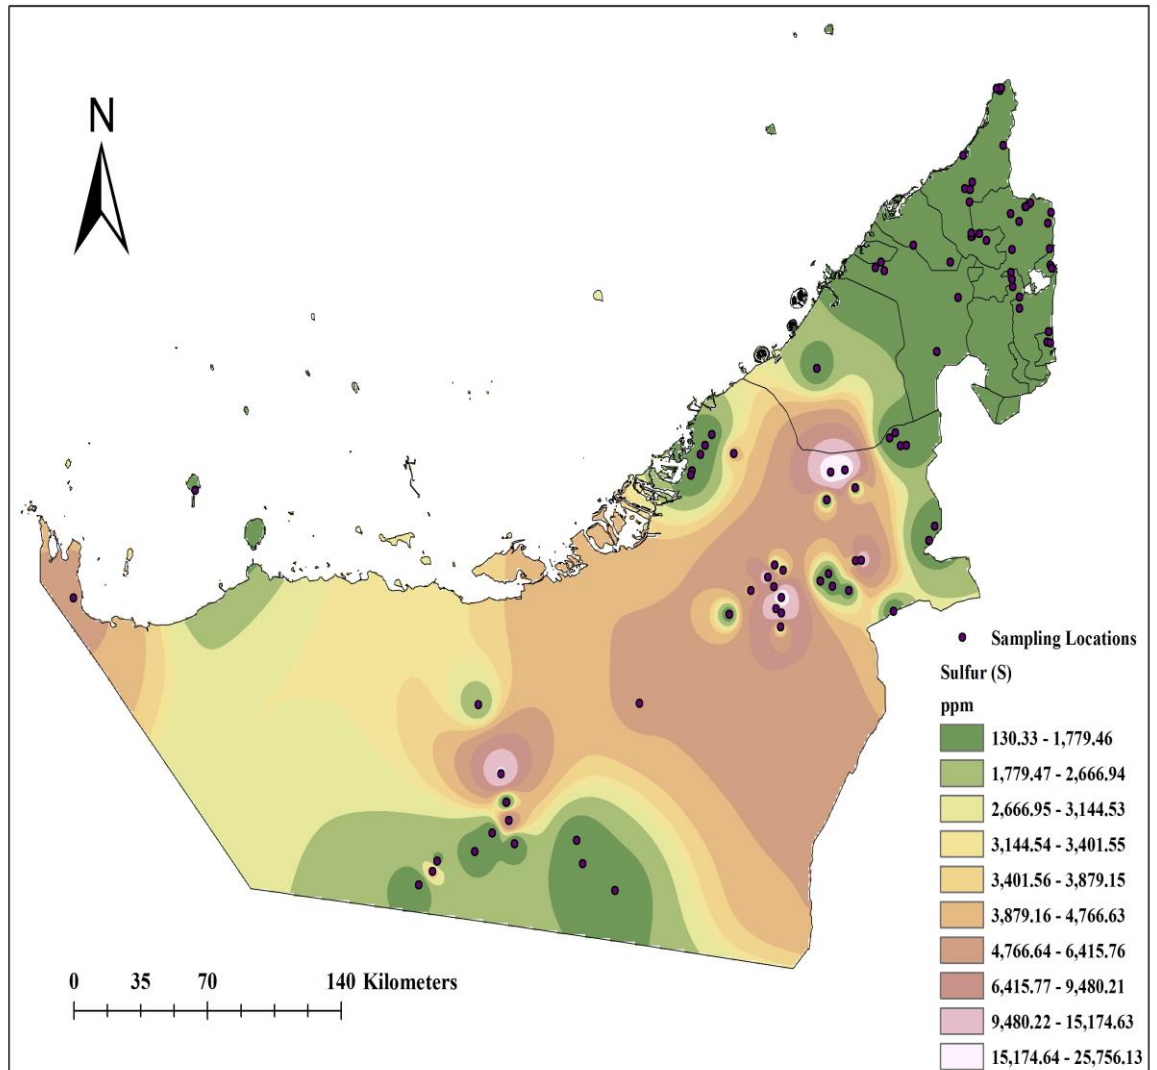 N
Sampling Locations
Sulfur (S)
ppm
130.33 - 1,779.46
1,779.47 - 2,666.94
2,666.95 - 3,144.53
3,144.54 - 3,401.55
3,401.56 - 3,879.15
3,879.16 - 4,766.63
4,766.64 - 6,415.76
6,415.77 - 9,480.21
9,480.22 - 15,174.63
15,174.64 - 25,756.13
0 35 70 140 Kilometers